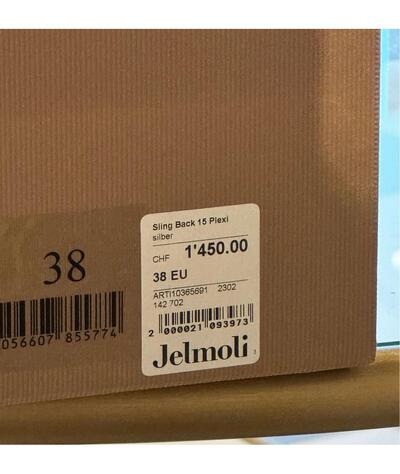 38
056607 855774
Sling Back 15 Plexi
silber
CHF 1'450.00
38 EU
ARTI10365691 2302
142 702
2 000021 093973
Jelmoli